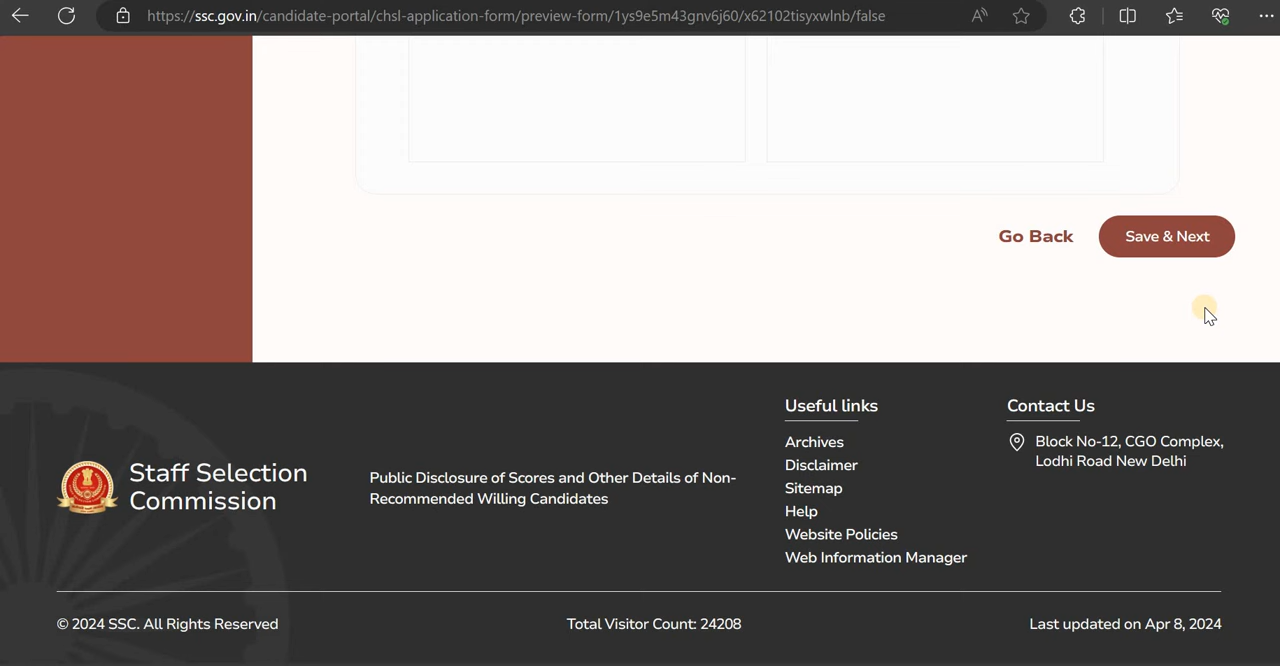 https://ssc.gov.in/candidate-portal/chsl-application-form/preview-form/1ys9e5m43gnv6j60/x62102tisyxwlnb/false
Go Back
Save & Next
Staff Selection
Commission
Public Disclosure of Scores and Other Details of Non-
Recommended Willing Candidates
Useful links
Archives
Disclaimer
Sitemap
Help
Website Policies
Web Information Manager
Contact Us
Block No-12, CGO Complex,
Lodhi Road New Delhi
© 2024 SSC. All Rights Reserved
Total Visitor Count: 24208
Last updated on Apr 8, 2024